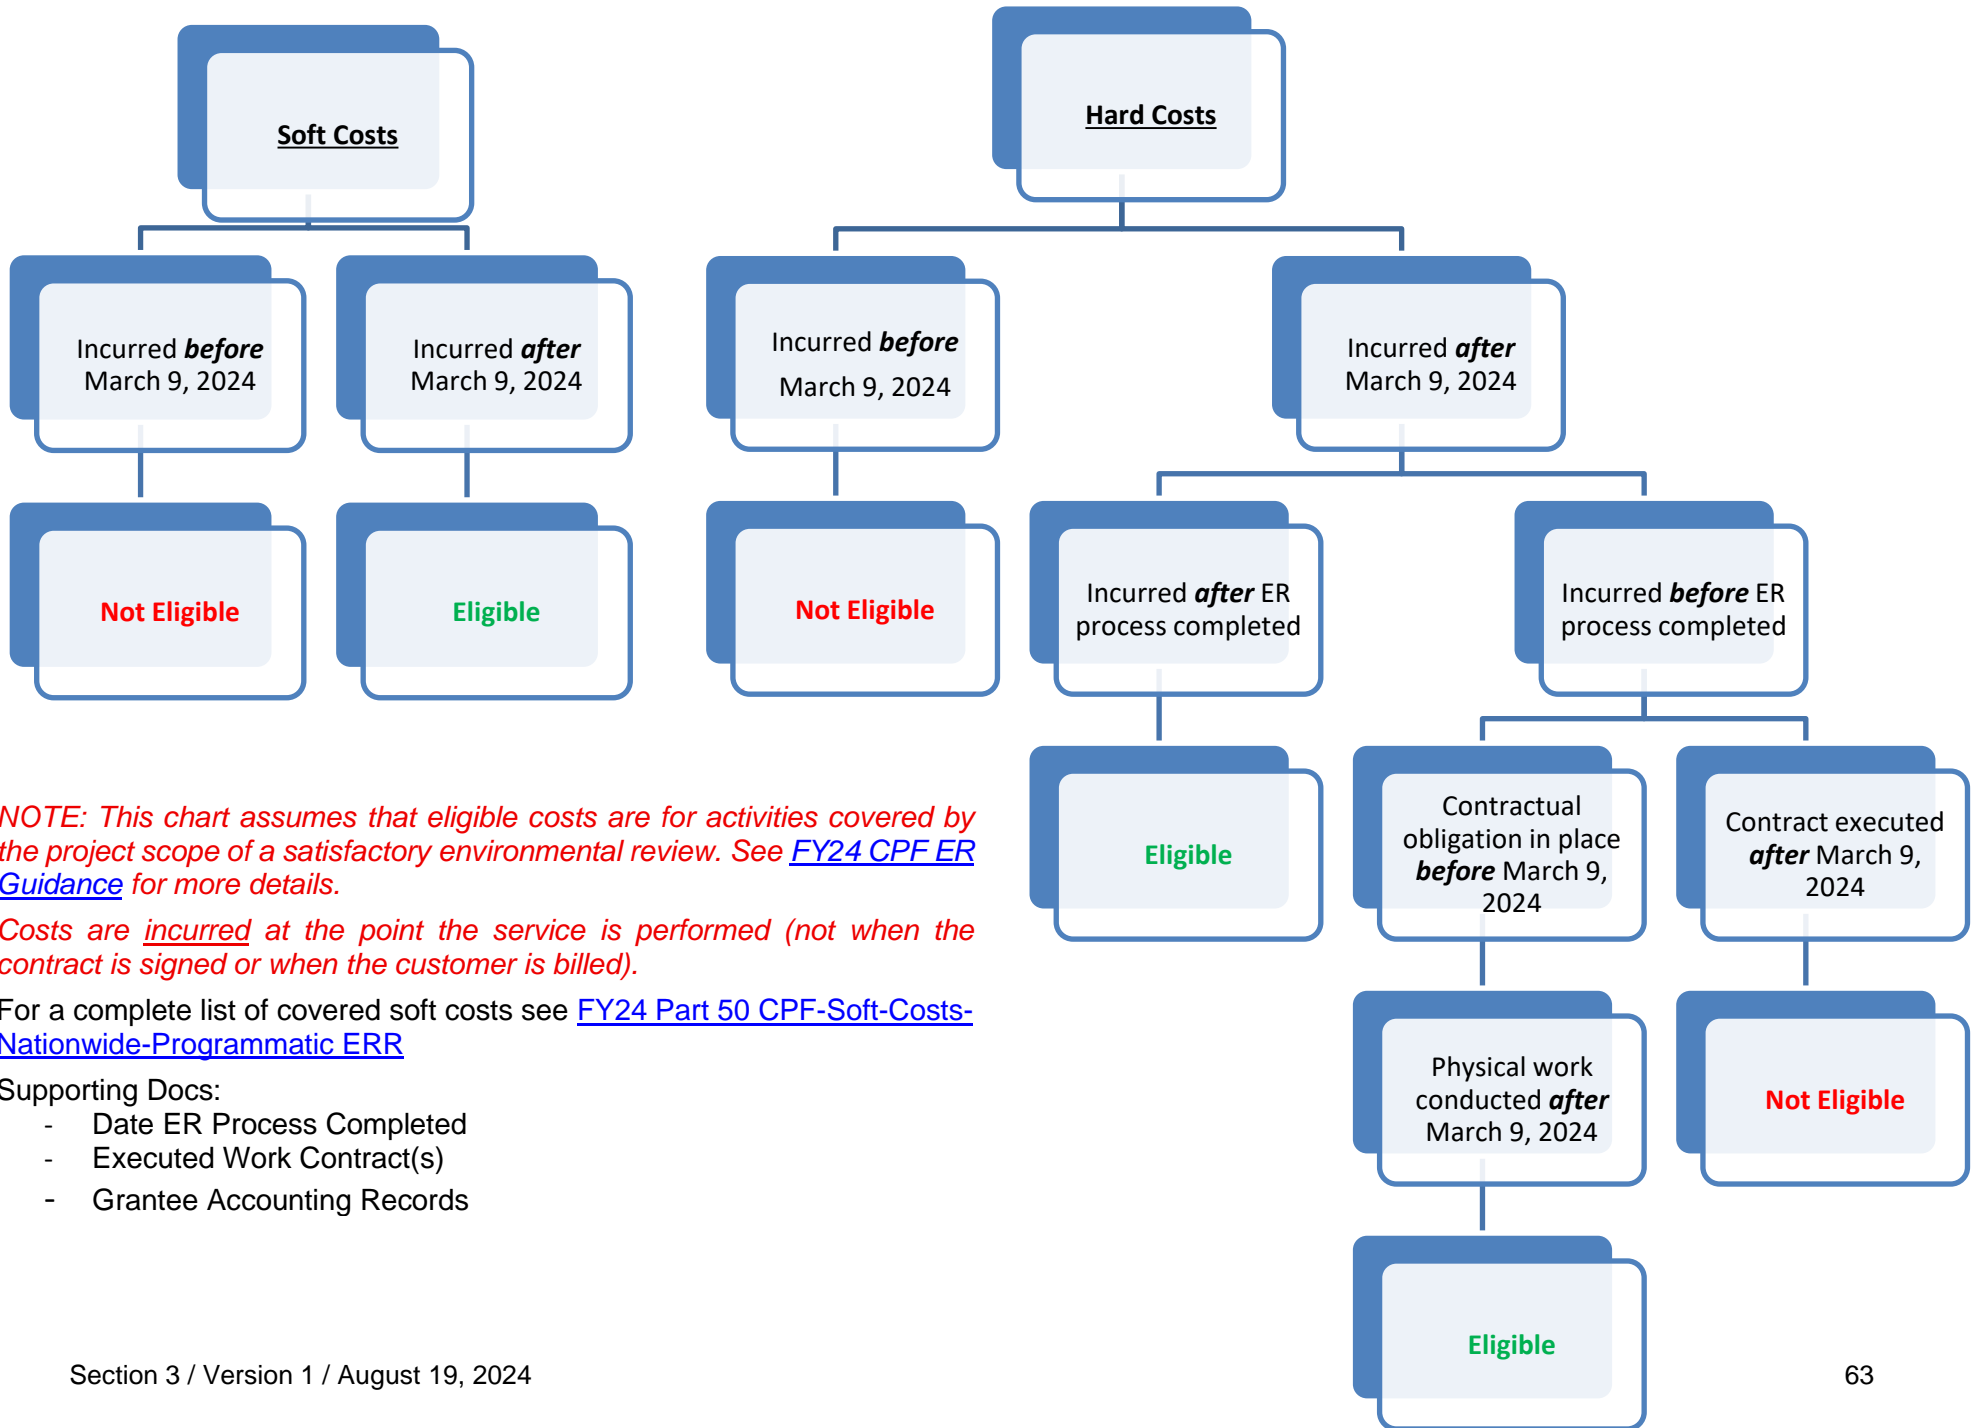 Soft Costs
Hard Costs
Incurred before
March 9, 2024
Incurred after
March 9, 2024
Incurred before
March 9, 2024
Incurred after
March 9, 2024
Not Eligible
Eligible
Not Eligible
Incurred after ER
process completed
Incurred before ER
process completed
Eligible
Contractual
obligation in place
before March 9,
2024
Contract executed
after March 9,
2024
Physical work
conducted after
March 9, 2024
Not Eligible
Eligible
NOTE: This chart assumes that eligible costs are for activities covered by
the project scope of a satisfactory environmental review. See FY24 CPF ER
Guidance for more details.
Costs are incurred at the point the service is performed (not when the
contract is signed or when the customer is billed).
For a complete list of covered soft costs see FY24 Part 50 CPF-Soft-Costs-
Nationwide-Programmatic ERR
Supporting Docs:
- Date ER Process Completed
- Executed Work Contract(s)
- Grantee Accounting Records
Section 3 / Version 1 / August 19, 2024
63